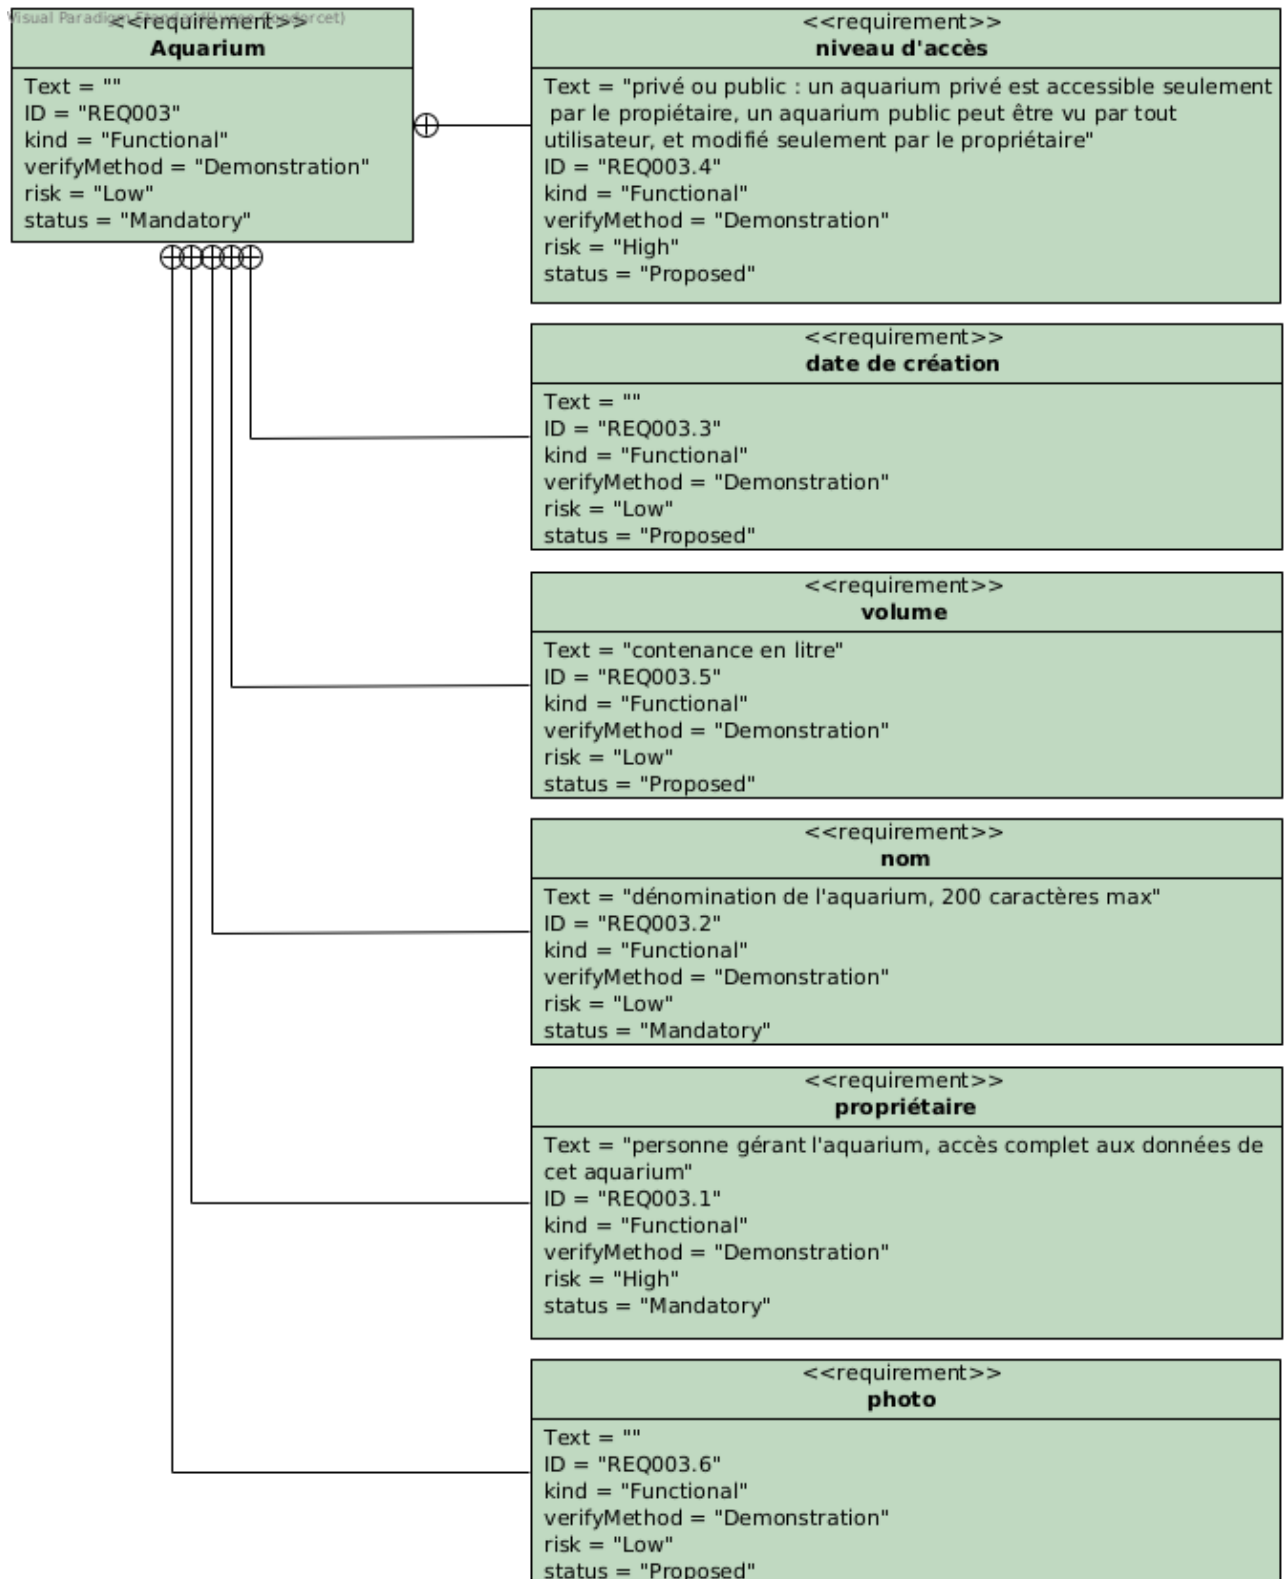 Visual Paradigm Standard(Lycee Condorcet)
<<requirement>>
Aquarium
Text = ""
ID = "REQ003"
kind = "Functional"
verifyMethod = "Demonstration"
risk = "Low"
status = "Mandatory"
<<requirement>>
niveau d'accès
Text = "privé ou public : un aquarium privé est accessible seulement
par le propiétaire, un aquarium public peut être vu par tout
utilisateur, et modifié seulement par le propriétaire"
ID = "REQ003.4"
kind = "Functional"
verifyMethod = "Demonstration"
risk = "High"
status = "Proposed"
<<requirement>>
date de création
Text = ""
ID = "REQ003.3"
kind = "Functional"
verifyMethod = "Demonstration"
risk = "Low"
status = "Proposed"
<<requirement>>
volume
Text = "contenance en litre"
ID = "REQ003.5"
kind = "Functional"
verifyMethod = "Demonstration"
risk = "Low"
status = "Proposed"
<<requirement>>
nom
Text = "dénomination de l'aquarium, 200 caractères max"
ID = "REQ003.2"
kind = "Functional"
verifyMethod = "Demonstration"
risk = "Low"
status = "Mandatory"
<<requirement>>
propriétaire
Text = "personne gérant l'aquarium, accès complet aux données de
cet aquarium"
ID = "REQ003.1"
kind = "Functional"
verifyMethod = "Demonstration"
risk = "High"
status = "Mandatory"
<<requirement>>
photo
Text = ""
ID = "REQ003.6"
kind = "Functional"
verifyMethod = "Demonstration"
risk = "Low"
status = "Proposed"